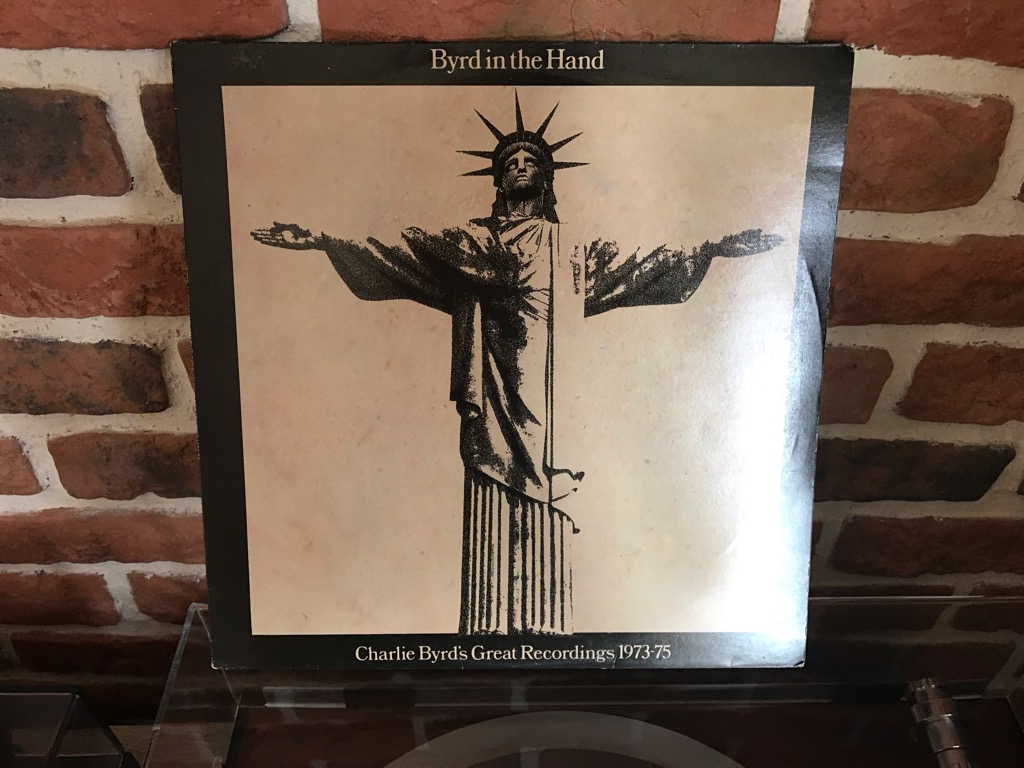 Byrd in the Hand
Charlie Byrd's Great Recordings 1973-75